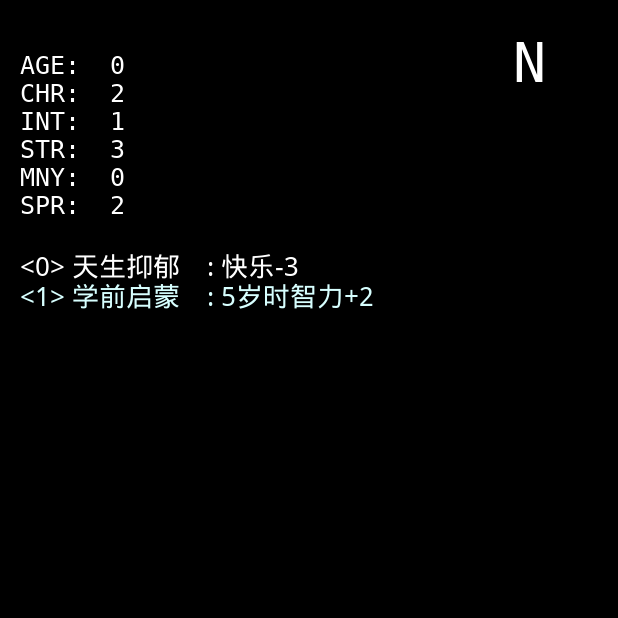 N
AGE: 0
CHR: 2
INT: 1
STR: 3
MNY: 0
SPR: 2
<0> 天生抑郁 : 快乐-3
<1> 学前启蒙 : 5岁时智力+2